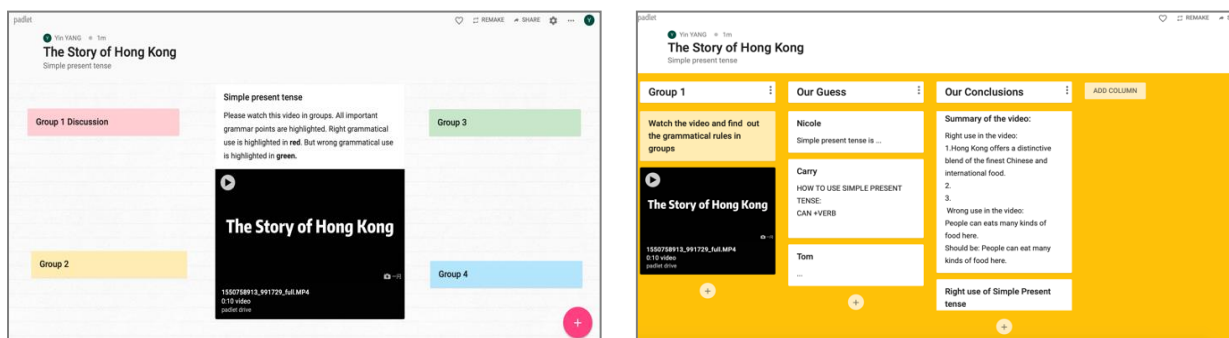 padlet
REMAKE
SHARE
Y
Y
Yin YANG
1m
The Story of Hong Kong
Simple present tense
Group 1 Discussion
Group 2
Simple present tense
Please watch this video in groups. All important
grammar points are highlighted. Right grammatical
use is highlighted in red. But wrong grammatical use
is highlighted in green.
The Story of Hong Kong
1550758913_991729_full.MP4
0:10 video
padlet drive
Group 3
Group 4
padlet
REMAKE
Y
Yin YANG
1m
The Story of Hong Kong
Simple present tense
Group 1
Watch the video and find out
the grammatical rules in
groups
The Story of Hong Kong
1550758913_991729_full.MP4
0:10 video
padlet drive
Our Guess
Nicole
Simple present tense is ...
Carry
HOW TO USE SIMPLE PRESENT
TENSE:
CAN +VERB
Tom
...
Our Conclusions
Summary of the video:
Right use in the video:
1.Hong Kong offers a distinctive
blend of the finest Chinese and
international food.
2.
3.
Wrong use in the video:
People can eats many kinds of
food here.
Should be: People can eat many
kinds of food here.
Right use of Simple Present
tense
ADD COLUMN